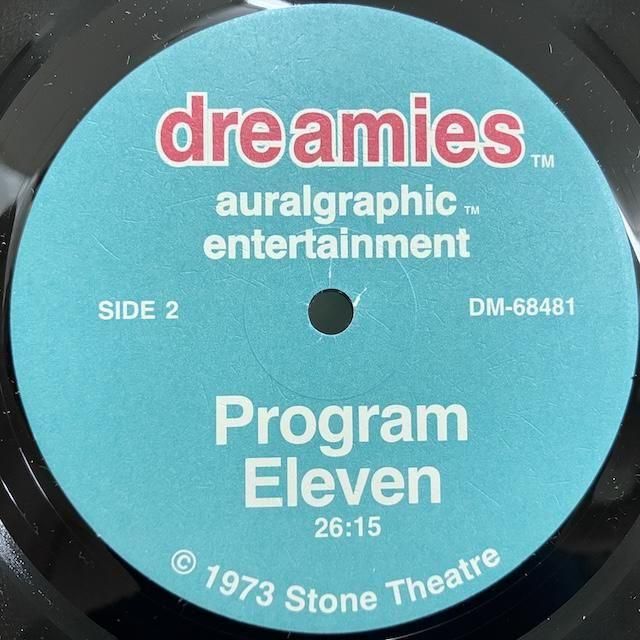 dreamies™
auralgraphic™
entertainment
SIDE 2
DM-68481
Program
Eleven
26:15
© 1973 Stone Theatre